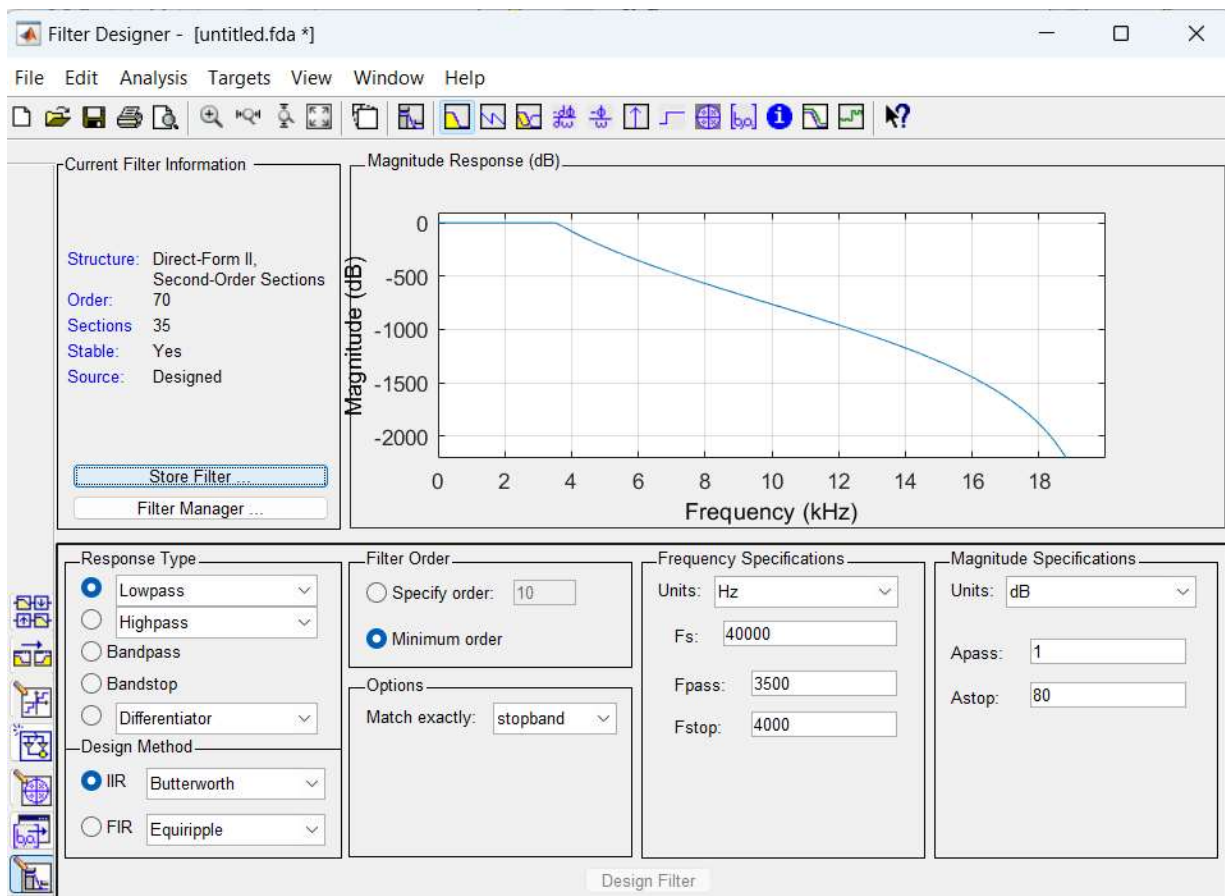 Filter Designer - [untitled.fda *]
File Edit Analysis Targets View Window Help
Current Filter Information
Structure: Direct-Form II,
Second-Order Sections
Order: 70
Sections 35
Stable: Yes
Source: Designed
Store Filter ...
Filter Manager ...
Magnitude Response (dB)
Magnitude (dB)
0
-500
-1000
-1500
-2000
0 2 4 6 8 10 12 14 16 18
Frequency (kHz)
Response Type
Lowpass
Highpass
Bandpass
Bandstop
Differentiator
Design Method
IIR Butterworth
FIR Equiripple
Filter Order
Specify order: 10
Minimum order
Options
Match exactly: stopband
Frequency Specifications
Units: Hz
Fs: 40000
Fpass: 3500
Fstop: 4000
Magnitude Specifications
Units: dB
Apass: 1
Astop: 80
Design Filter